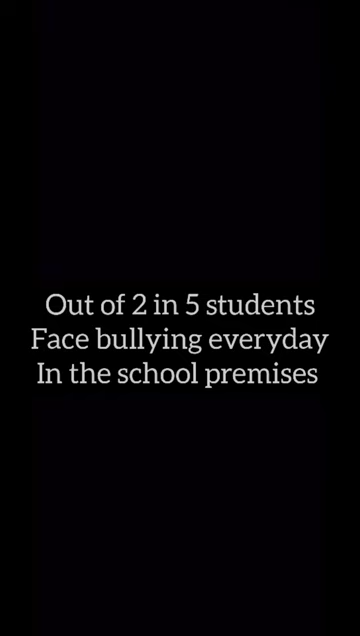 Out of 2 in 5 students
Face bullying everyday
In the school premises